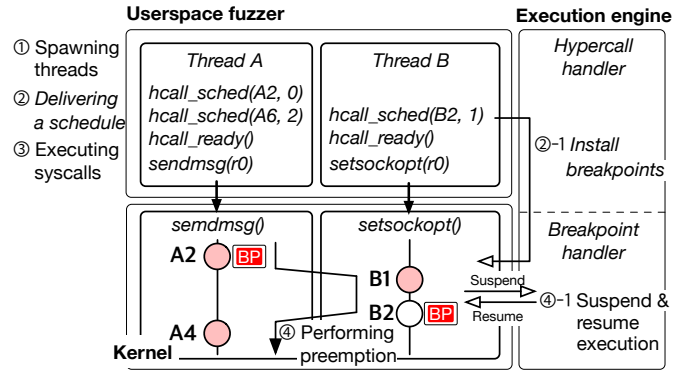 Userspace fuzzer
Execution engine
① Spawning
threads
② Delivering
a schedule
③ Executing
syscalls
Thread A
hcall_sched(A2, 0)
hcall_sched(A6, 2)
hcall_ready()
sendmsg(r0)
Thread B
hcall_sched(B2, 1)
hcall_ready()
setsockopt(r0)
Hypercall
handler
②-1 Install
breakpoints
semdmsg()
A2
BP
A4
Kernel
setsockopt()
B1
B2
BP
④ Performing
preemption
Suspend
Resume
Breakpoint
handler
④-1 Suspend &
resume
execution